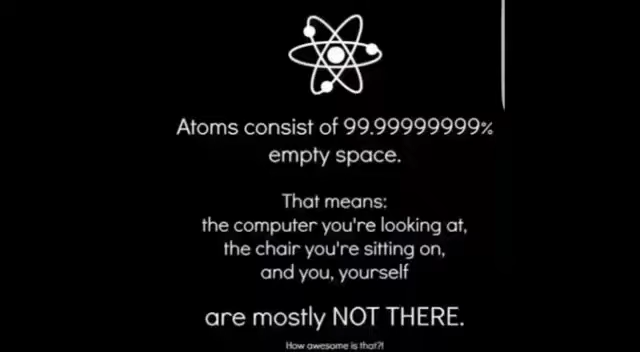 Atoms consist of 99.99999999%
empty space.
That means:
the computer you're looking at,
the chair you're sitting on,
and you, yourself
are mostly NOT THERE.
How awesome is that?!